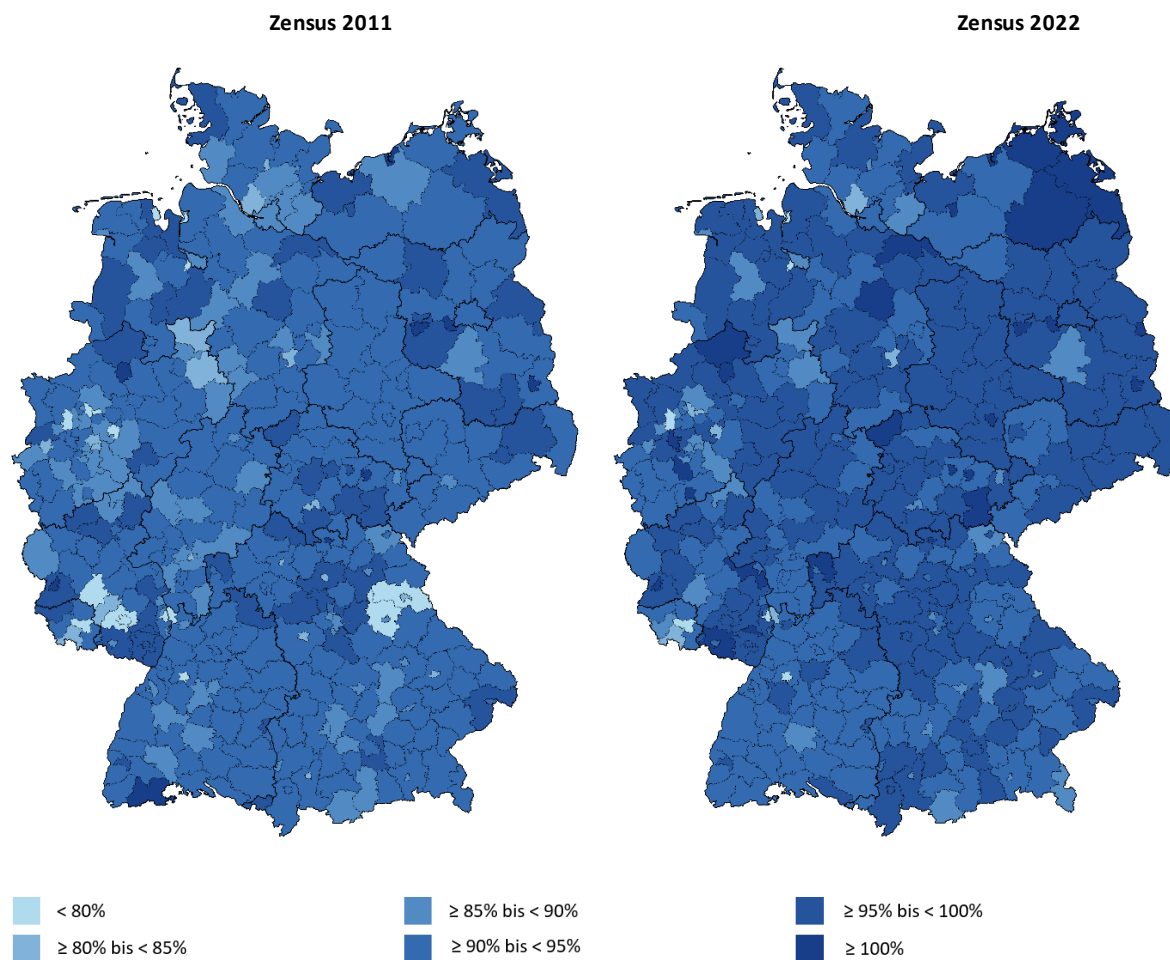 Zensus 2011
Zensus 2022
< 80%
≥ 85% bis < 90%
≥ 95% bis < 100%
≥ 80% bis < 85%
≥ 90% bis < 95%
≥ 100%